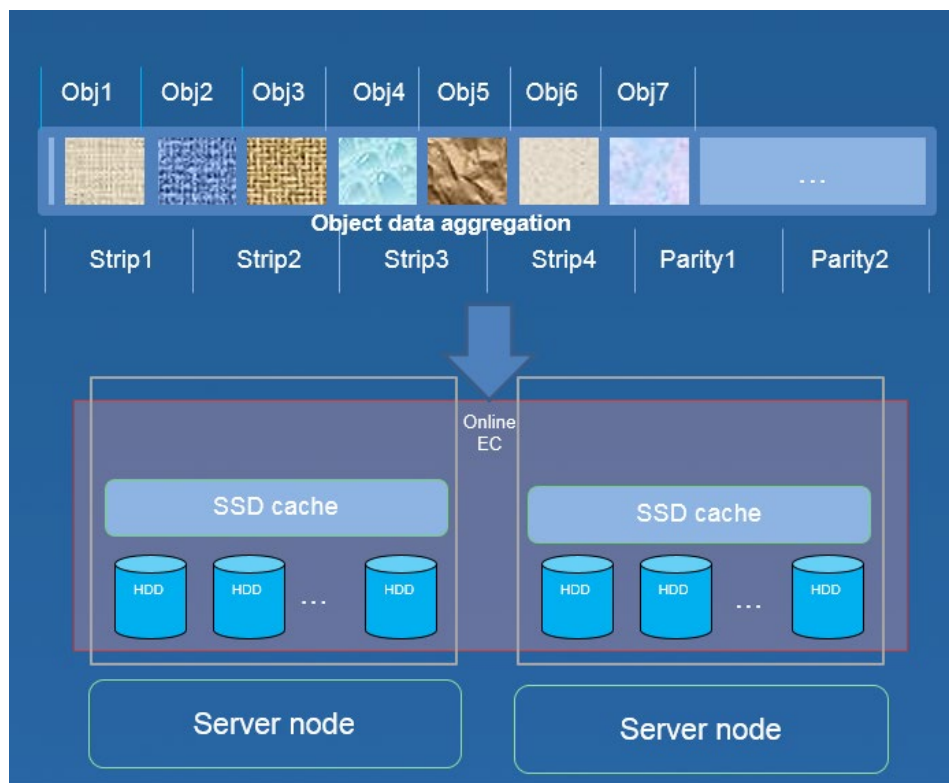 Obj1 Obj2 Obj3 Obj4 Obj5 Obj6 Obj7
...
Object data aggregation
Strip1 Strip2 Strip3 Strip4 Parity1 Parity2
Online
EC
SSD cache SSD cache
HDD HDD ... HDD HDD HDD ... HDD
Server node Server node